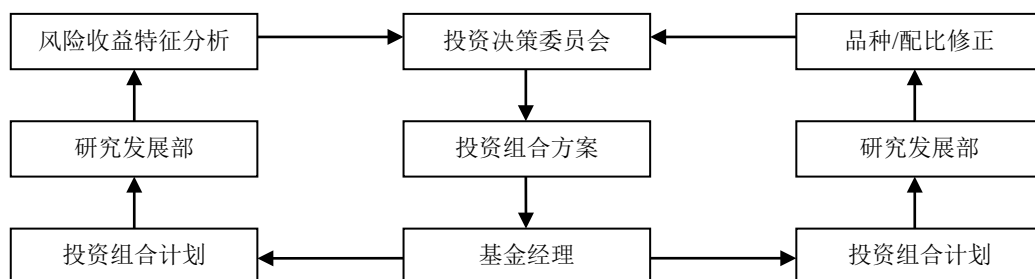 风险收益特征分析
投资决策委员会
品种/配比修正
研究发展部
投资组合方案
研究发展部
投资组合计划
基金经理
投资组合计划